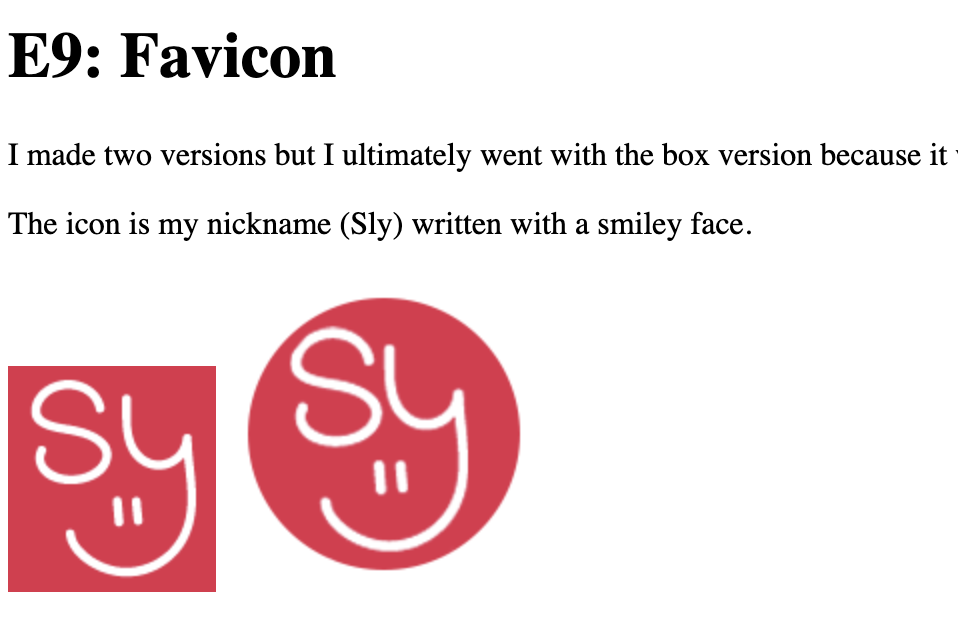 E9: Favicon
I made two versions but I ultimately went with the box version because it
The icon is my nickname (Sly) written with a smiley face.
Sy
Sy